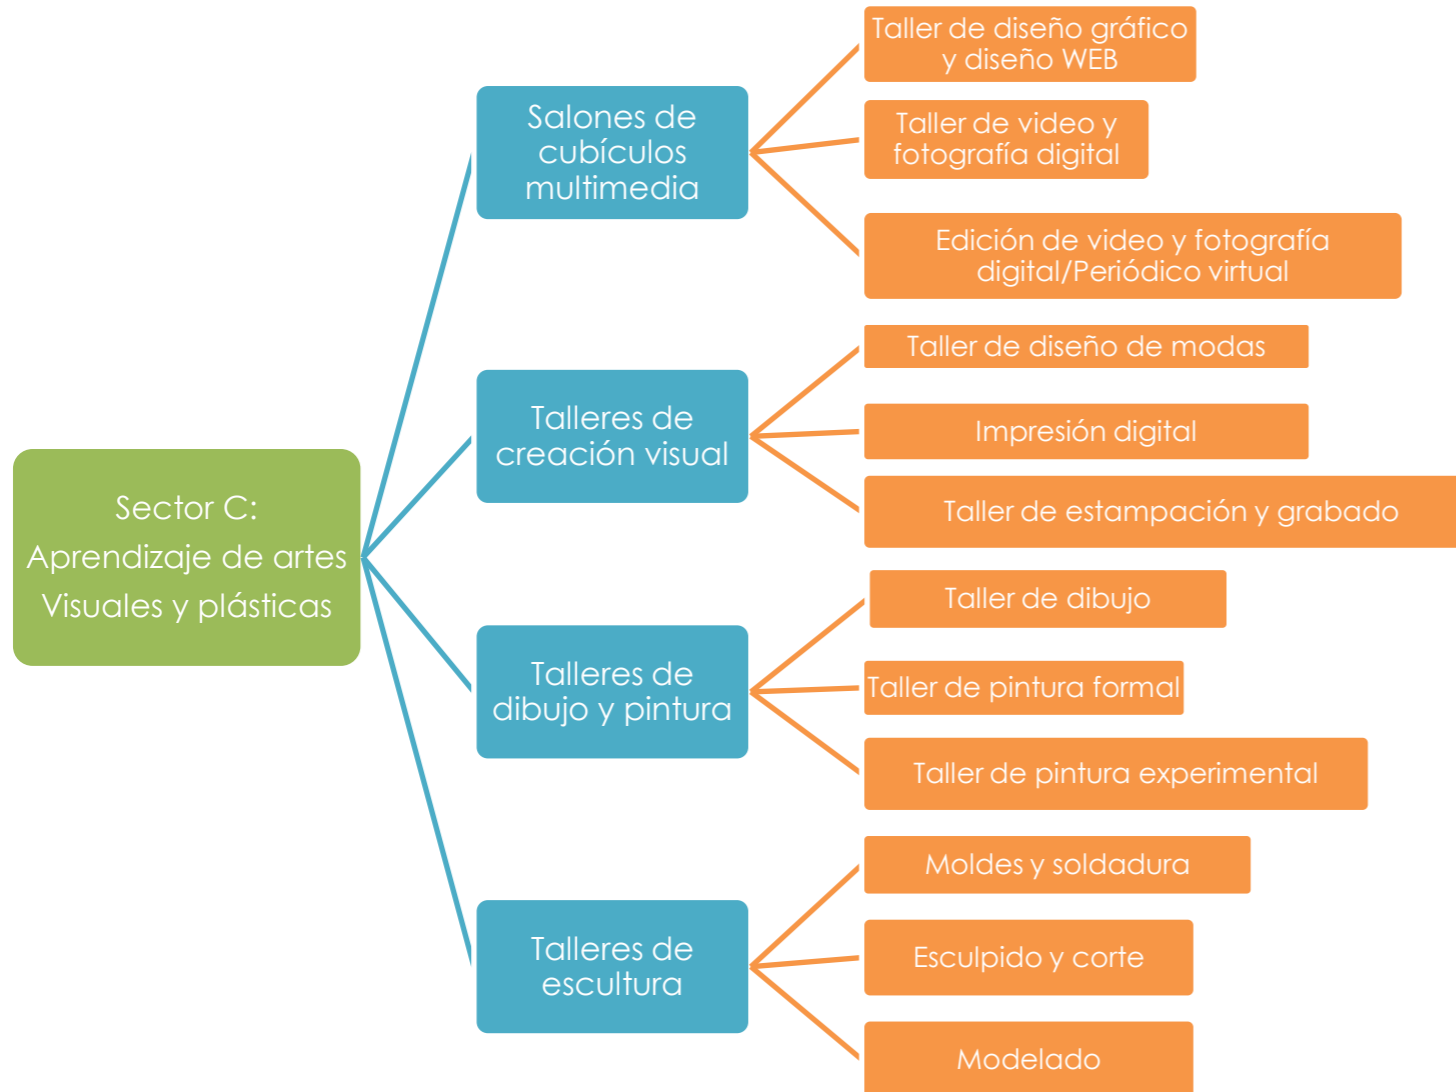 Sector C:
Aprendizaje de artes
Visuales y plásticas
Salones de
cubículos
multimedia
Taller de diseño gráfico
y diseño WEB
Taller de video y
fotografía digital
Edición de video y fotografía
digital/Periódico virtual
Talleres de
creación visual
Taller de diseño de modas
Impresión digital
Taller de estampación y grabado
Talleres de
dibujo y pintura
Taller de dibujo
Taller de pintura formal
Taller de pintura experimental
Talleres de
escultura
Moldes y soldadura
Esculpido y corte
Modelado